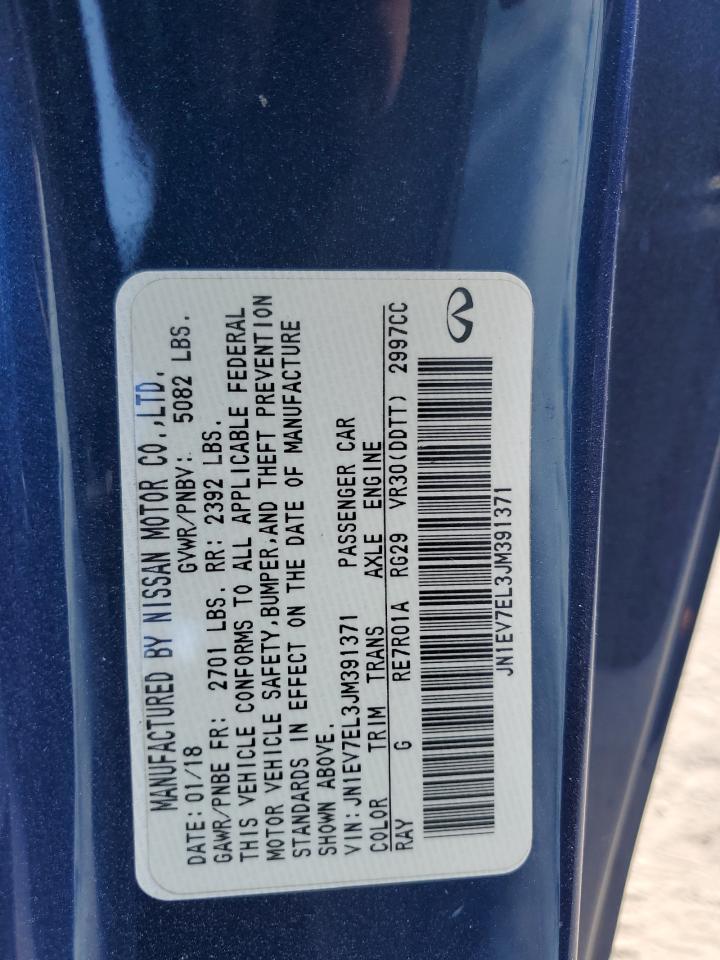 MANUFACTURED BY NISSAN MOTOR CO.,LTD.
DATE: 01/18 GVWR/PNBV: 5082 LBS.
GAWR/PNBE FR: 2701 LBS. RR: 2392 LBS.
THIS VEHICLE CONFORMS TO ALL APPLICABLE FEDERAL
MOTOR VEHICLE SAFETY,BUMPER,AND THEFT PREVENTION
STANDARDS IN EFFECT ON THE DATE OF MANUFACTURE
SHOWN ABOVE.
VIN:JN1EV7EL3JM391371 PASSENGER CAR
COLOR TRIM TRANS AXLE ENGINE
RAY G RE7R01A RG29 VR30(DDTT) 2997CC
JN1EV7EL3JM391371